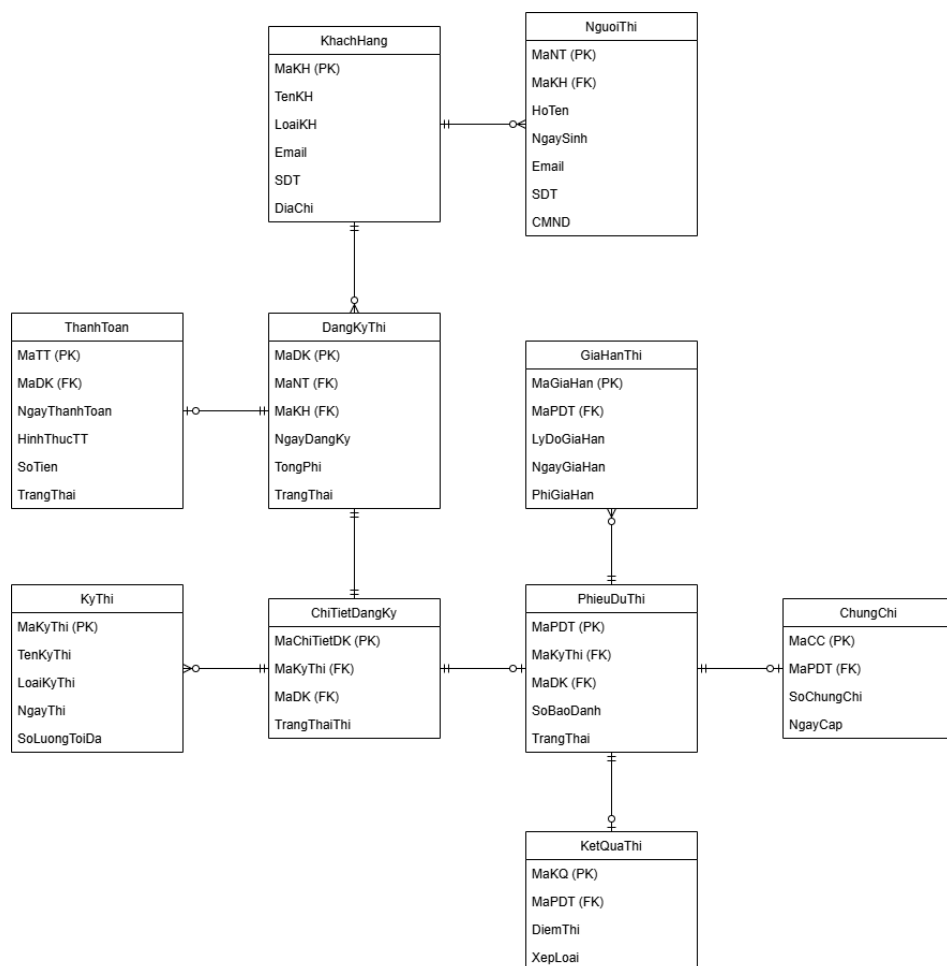 KhachHang
MaKH (PK)
TenKH
LoaiKH
Email
SDT
DiaChi
NguoiThi
MaNT (PK)
MaKH (FK)
HoTen
NgaySinh
Email
SDT
CMND
ThanhToan
MaTT (PK)
MaDK (FK)
NgayThanhToan
HinhThucTT
SoTien
TrangThai
DangKyThi
MaDK (PK)
MaNT (FK)
MaKH (FK)
NgayDangKy
TongPhi
TrangThai
GiaHanThi
MaGiaHan (PK)
MaPDT (FK)
LyDoGiaHan
NgayGiaHan
PhiGiaHan
KyThi
MaKyThi (PK)
TenKyThi
LoaiKyThi
NgayThi
SoLuongToiDa
ChiTietDangKy
MaChiTietDK (PK)
MaKyThi (FK)
MaDK (FK)
TrangThaiThi
PhieuDuThi
MaPDT (PK)
MaKyThi (FK)
MaDK (FK)
SoBaoDanh
TrangThai
ChungChi
MaCC (PK)
MaPDT (FK)
SoChungChi
NgayCap
KetQuaThi
MaKQ (PK)
MaPDT (FK)
DiemThi
XepLoai